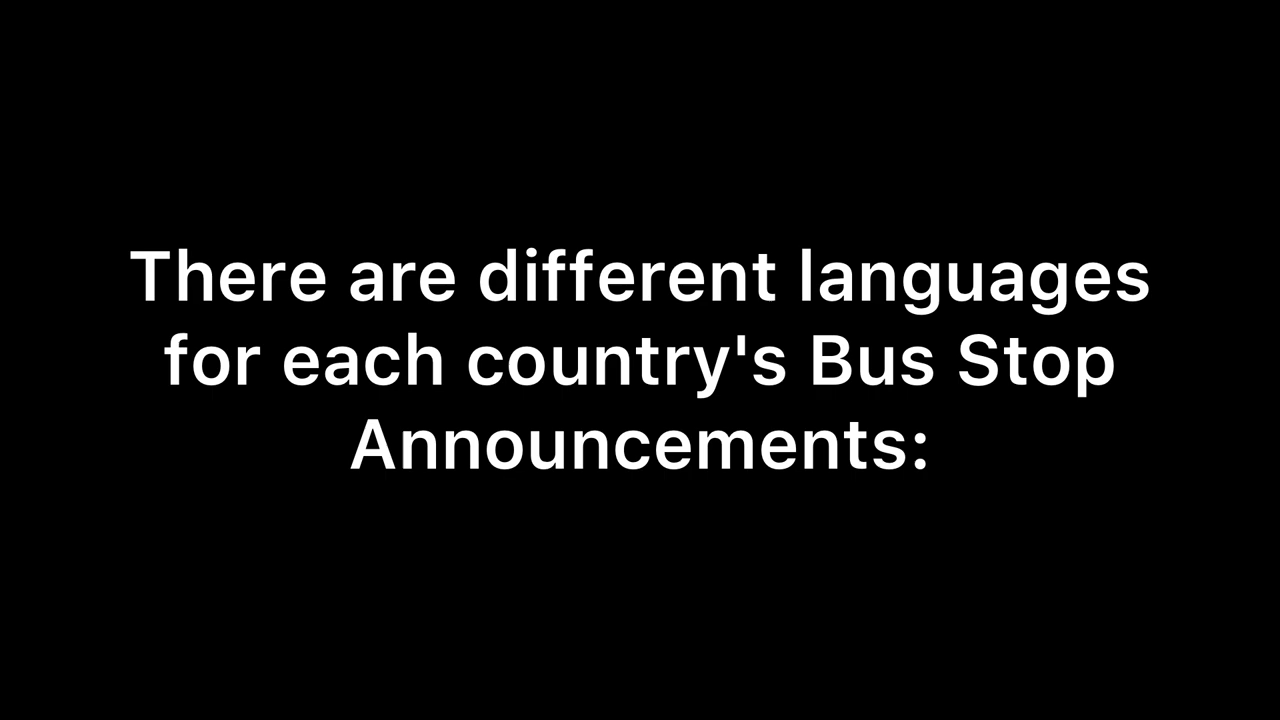 There are different languages
for each country's Bus Stop
Announcements: